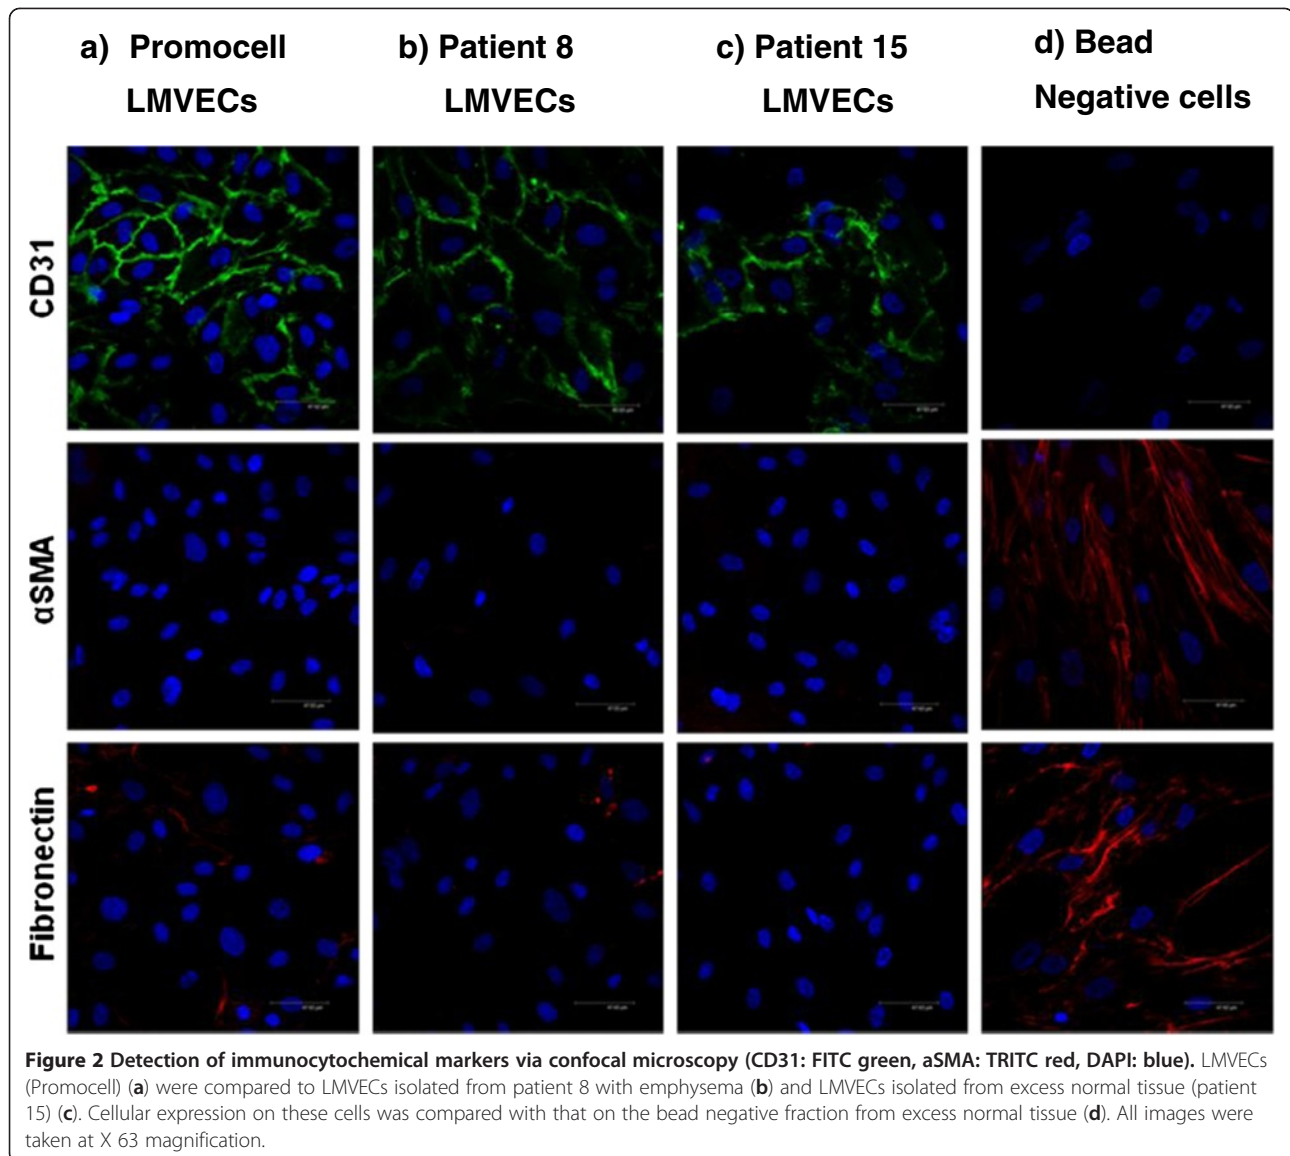 a) Promocell
LMVECs
b) Patient 8
LMVECs
c) Patient 15
LMVECs
d) Bead
Negative cells
CD31
αSMA
Fibronectin
Figure 2 Detection of immunocytochemical markers via confocal microscopy (CD31: FITC green, aSMA: TRITC red, DAPI: blue). LMVECs
(Promocell) (a) were compared to LMVECs isolated from patient 8 with emphysema (b) and LMVECs isolated from excess normal tissue (patient
15) (c). Cellular expression on these cells was compared with that on the bead negative fraction from excess normal tissue (d). All images were
taken at X 63 magnification.